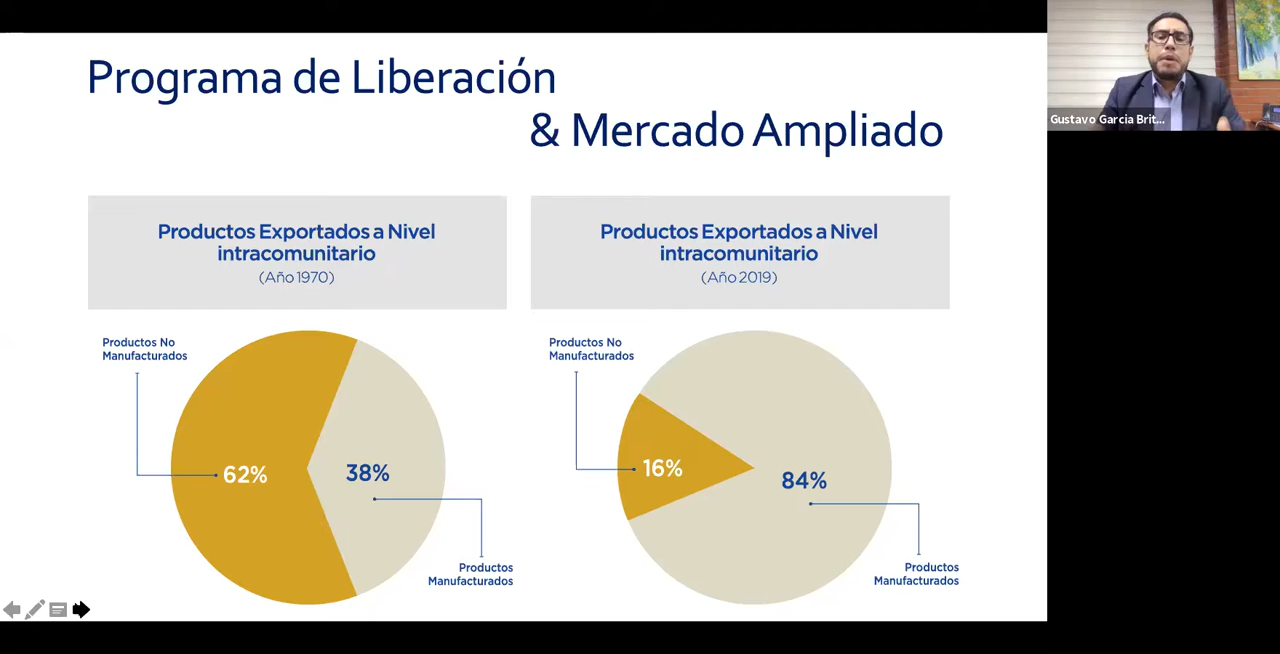 Programa de Liberación
& Mercado Ampliado
Gustavo Garcia Brit...
Productos Exportados a Nivel
intracomunitario
(Año 1970)
Productos No
Manufacturados
62%
38%
Productos
Manufacturados
Productos Exportados a Nivel
intracomunitario
(Año 2019)
Productos No
Manufacturados
16%
84%
Productos
Manufacturados